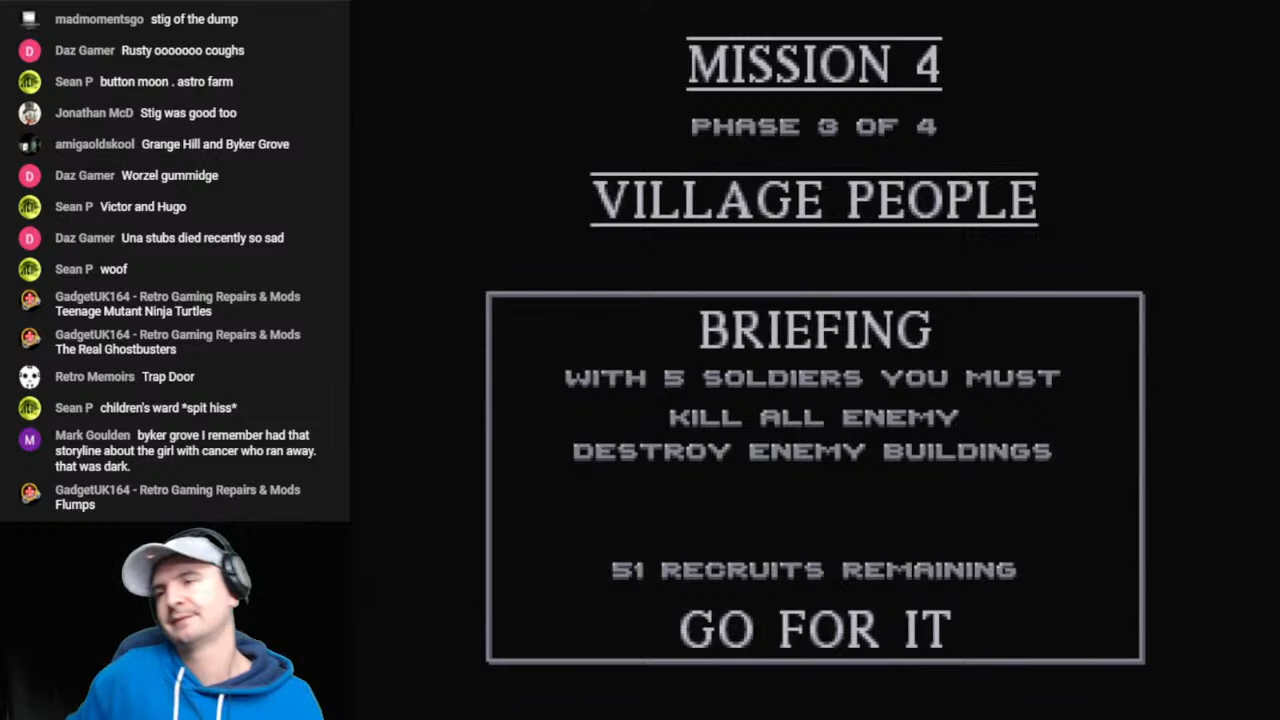 madmomentsgo stig of the dump
D Daz Gamer Rusty ooooooo coughs
Sean P button moon . astro farm
Jonathan McD Stig was good too
amigaoldskool Grange Hill and Byker Grove
D Daz Gamer Worzel gummidge
Sean P Victor and Hugo
D Daz Gamer Una stubs died recently so sad
Sean P woof
GadgetUK164 - Retro Gaming Repairs & Mods
Teenage Mutant Ninja Turtles
GadgetUK164 - Retro Gaming Repairs & Mods
The Real Ghostbusters
Retro Memoirs Trap Door
Sean P children's ward *spit hiss*
M Mark Goulden byker grove I remember had that
storyline about the girl with cancer who ran away.
that was dark.
GadgetUK164 - Retro Gaming Repairs & Mods
Flumps
MISSION 4
PHASE 3 OF 4
VILLAGE PEOPLE
BRIEFING
WITH 5 SOLDIERS YOU MUST
KILL ALL ENEMY
DESTROY ENEMY BUILDINGS
51 RECRUITS REMAINING
GO FOR IT